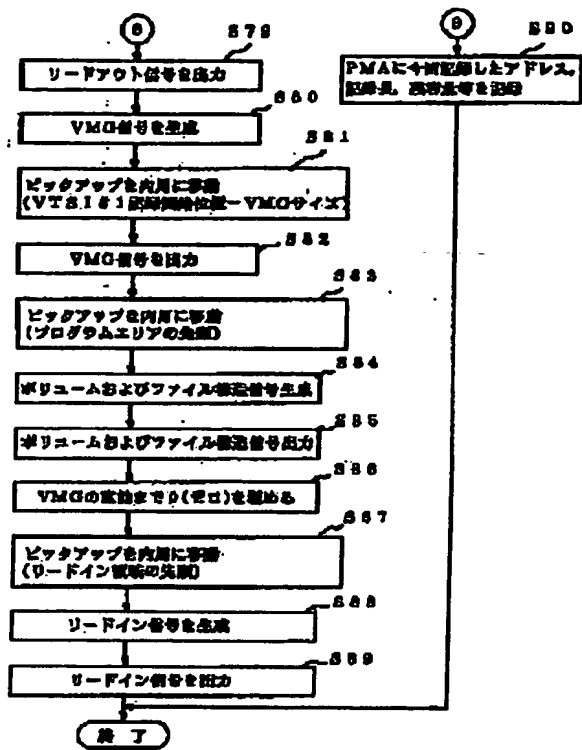 8
S79
リードアウト信号を出力
S80
VMG信号を生成
S81
ピックアップを内周に移動
(VTSI#1記録開始位置−VMGサイズ)
S82
VMG信号を出力
S83
ピックアップを内周に移動
(プログラムエリアの先頭)
S84
ボリュームおよびファイル構造信号生成
S85
ボリュームおよびファイル構造信号出力
S86
VMGの直前まで0(ゼロ)を埋める
S87
ピックアップを内周に移動
(リードイン領域の先頭)
S88
リードイン信号を生成
S89
リードイン信号を出力
終了
9
S90
PMAに今回記録したアドレス,
記録長,残容量等を記録